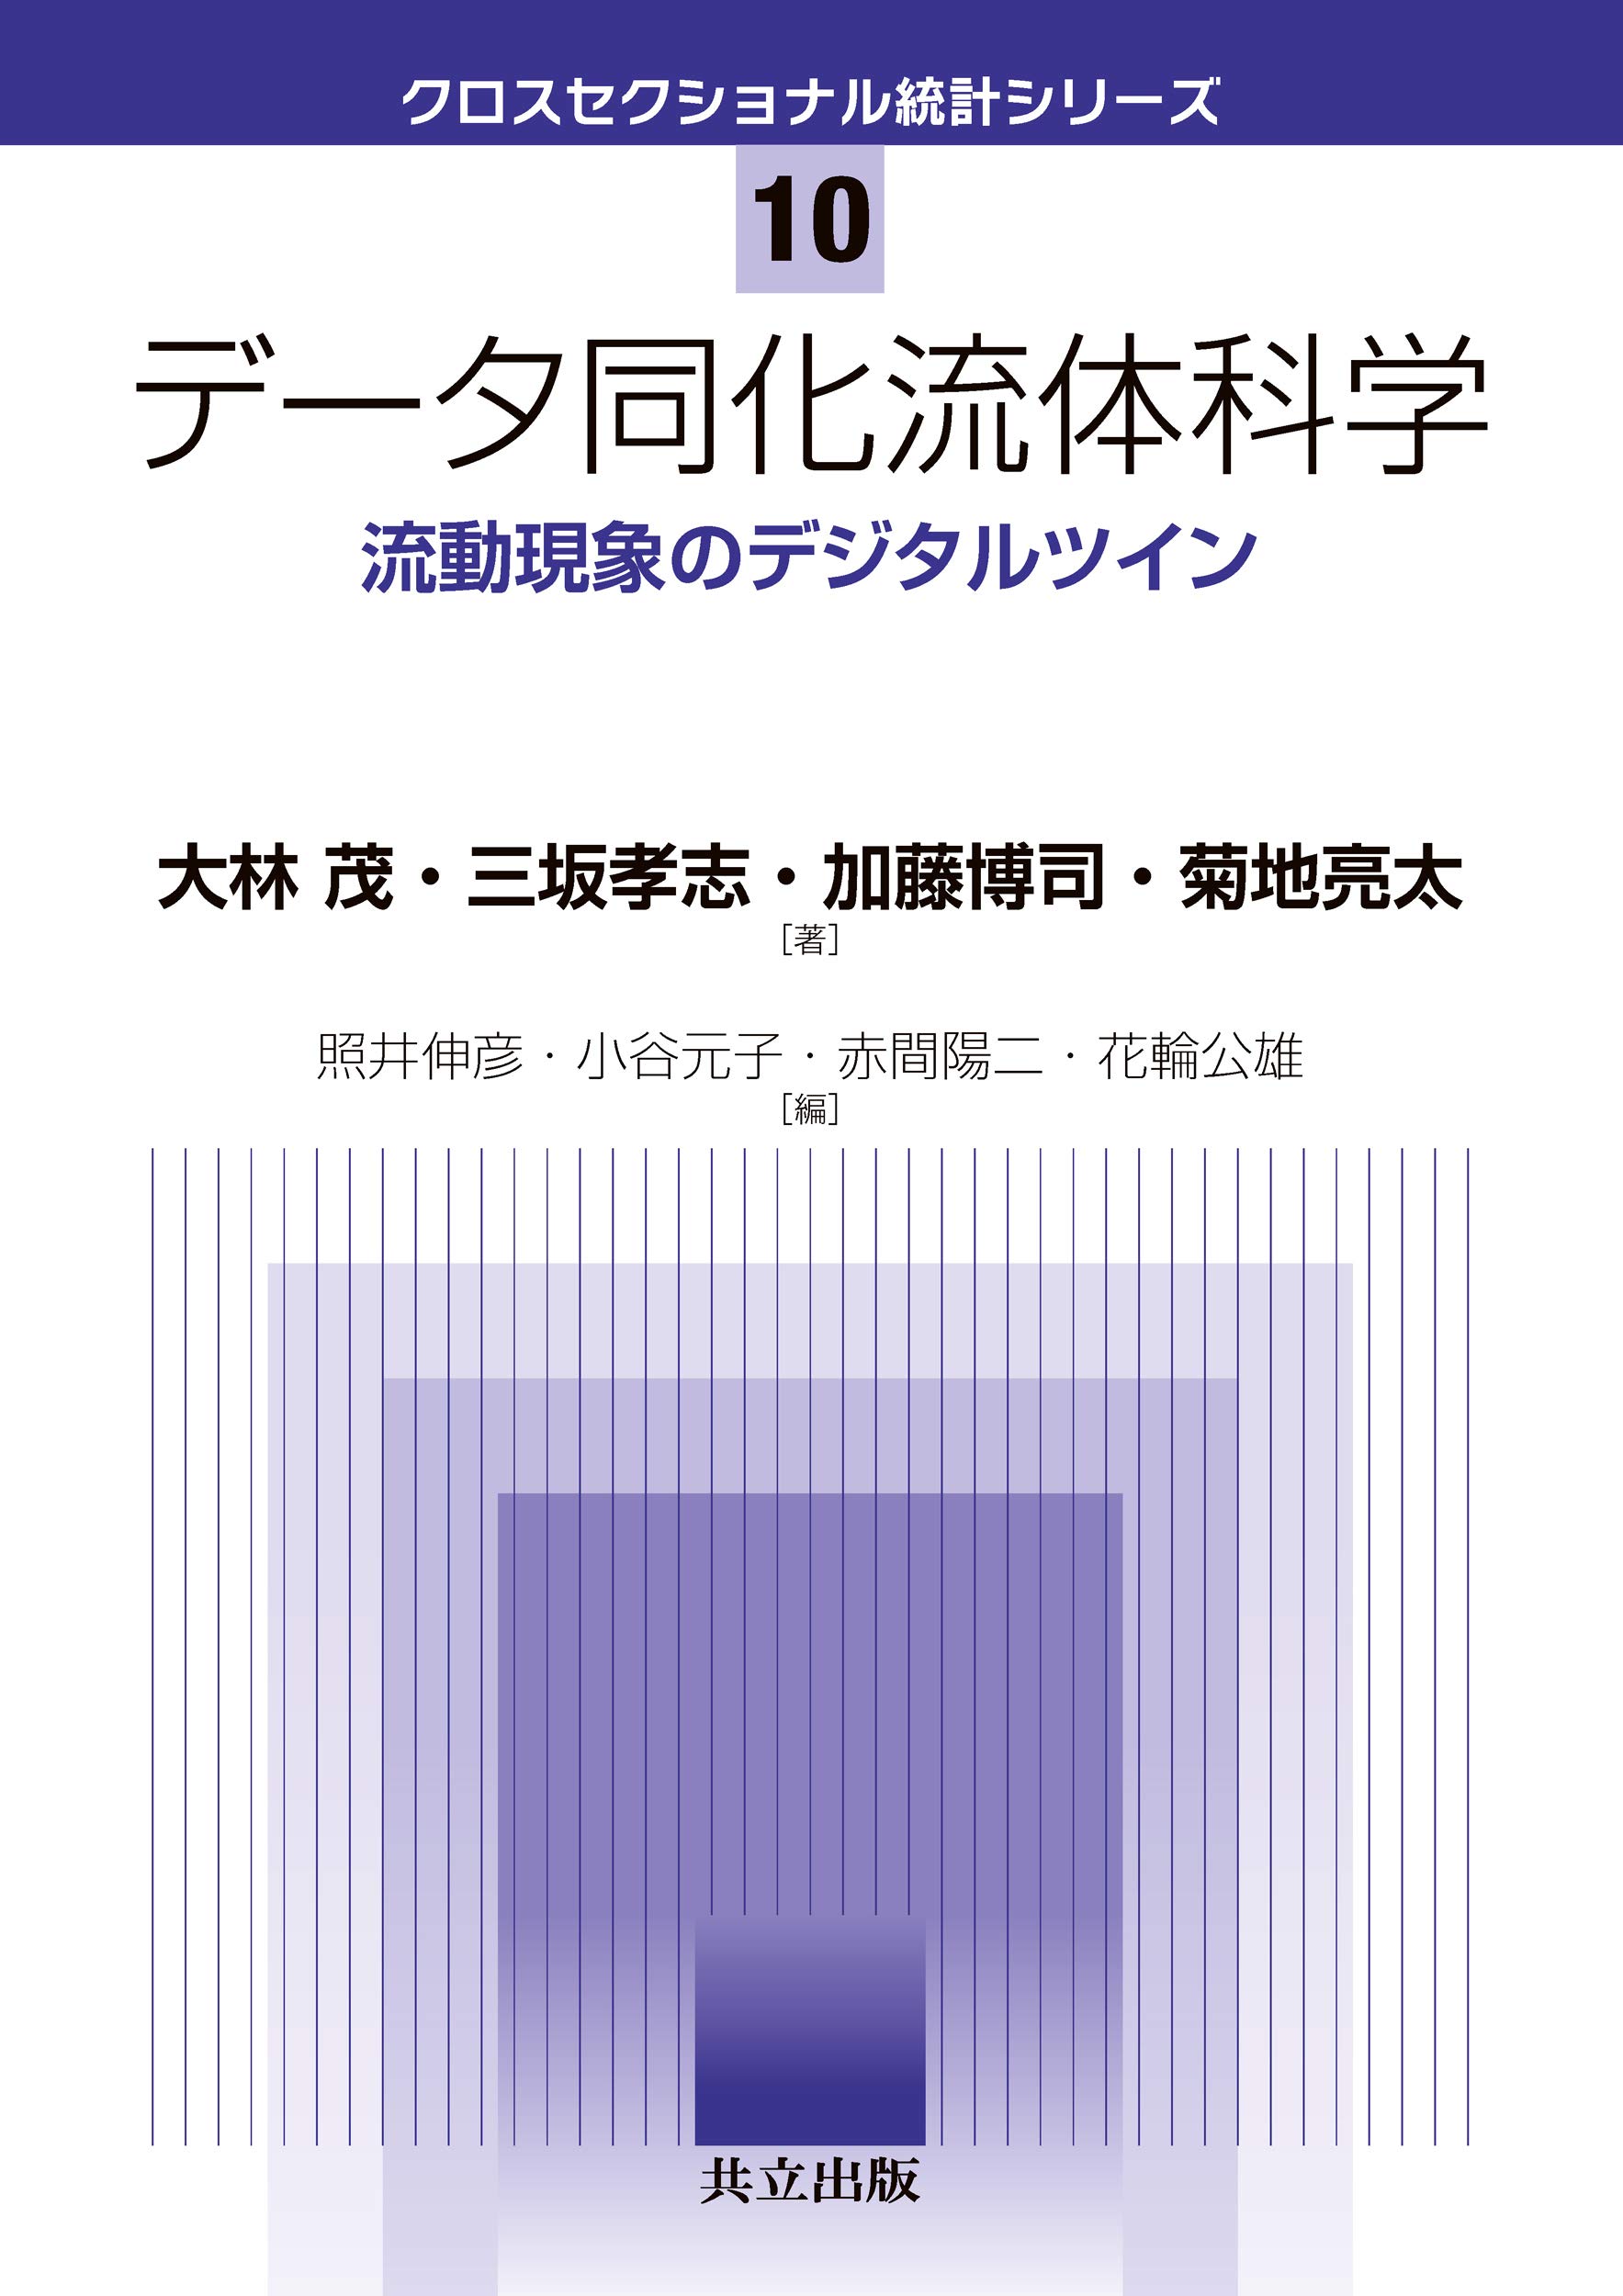 クロスセクショナル統計シリーズ
10
データ同化流体科学
流動現象のデジタルツイン
大林 茂・三坂孝志・加藤博司・菊地亮太
[著]
照井伸彦・小谷元子・赤間陽二・花輪公雄
[編]
共立出版